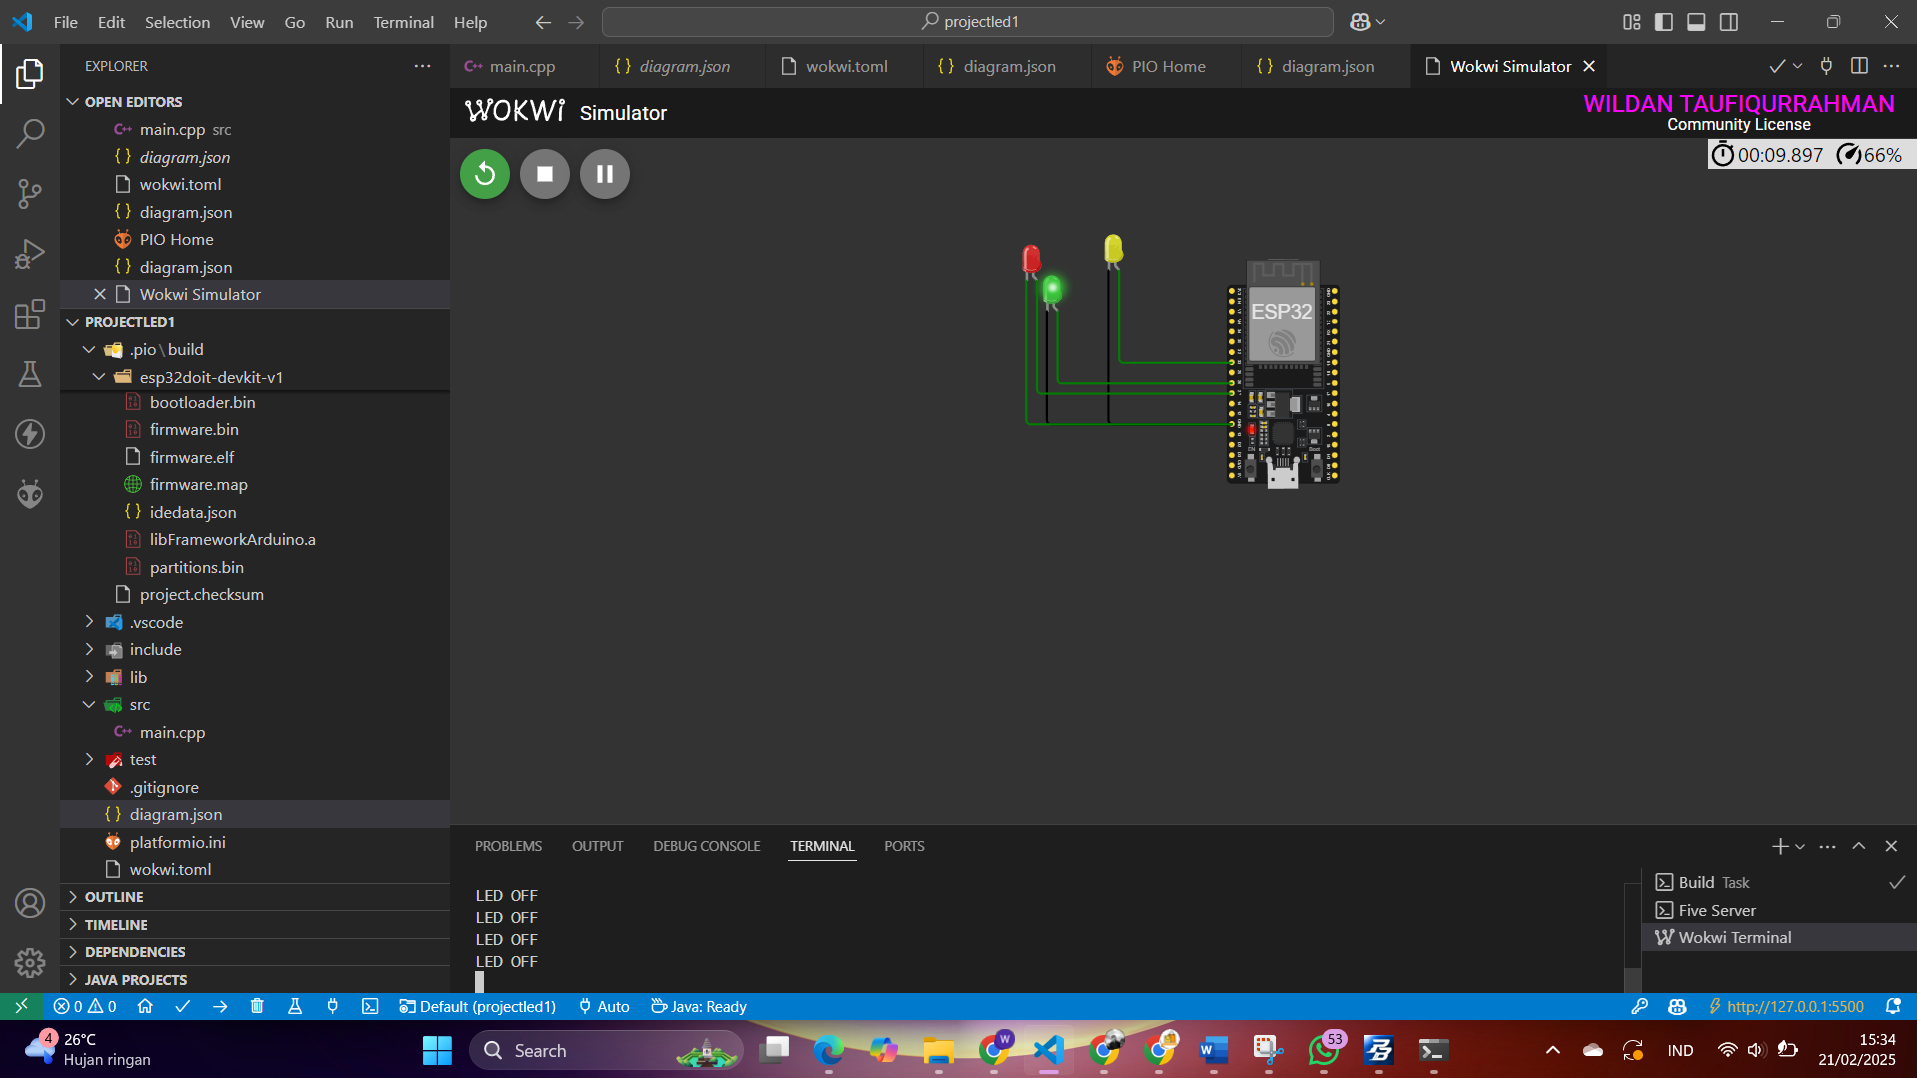 File Edit Selection View Go Run Terminal Help
projectled1
EXPLORER
OPEN EDITORS
main.cpp src
diagram.json
wokwi.toml
diagram.json
PIO Home
diagram.json
Wokwi Simulator
PROJECTLED1
.pio\build
esp32doit-devkit-v1
bootloader.bin
firmware.bin
firmware.elf
firmware.map
idedata.json
libFrameworkArduino.a
partitions.bin
project.checksum
.vscode
include
lib
src
main.cpp
test
.gitignore
diagram.json
platformio.ini
wokwi.toml
OUTLINE
TIMELINE
DEPENDENCIES
JAVA PROJECTS
main.cpp diagram.json wokwi.toml diagram.json PIO Home diagram.json Wokwi Simulator
WOKWi Simulator
WILDAN TAUFIQURRAHMAN
Community License
00:09.897 66%
ESP32
PROBLEMS OUTPUT DEBUG CONSOLE TERMINAL PORTS
LED OFF
LED OFF
LED OFF
LED OFF
Build Task
Five Server
Wokwi Terminal
0 0 Default (projectled1) Auto Java: Ready http://127.0.0.1:5500
4
26°C
Hujan ringan
Search
W
53
IND
15:34
21/02/2025